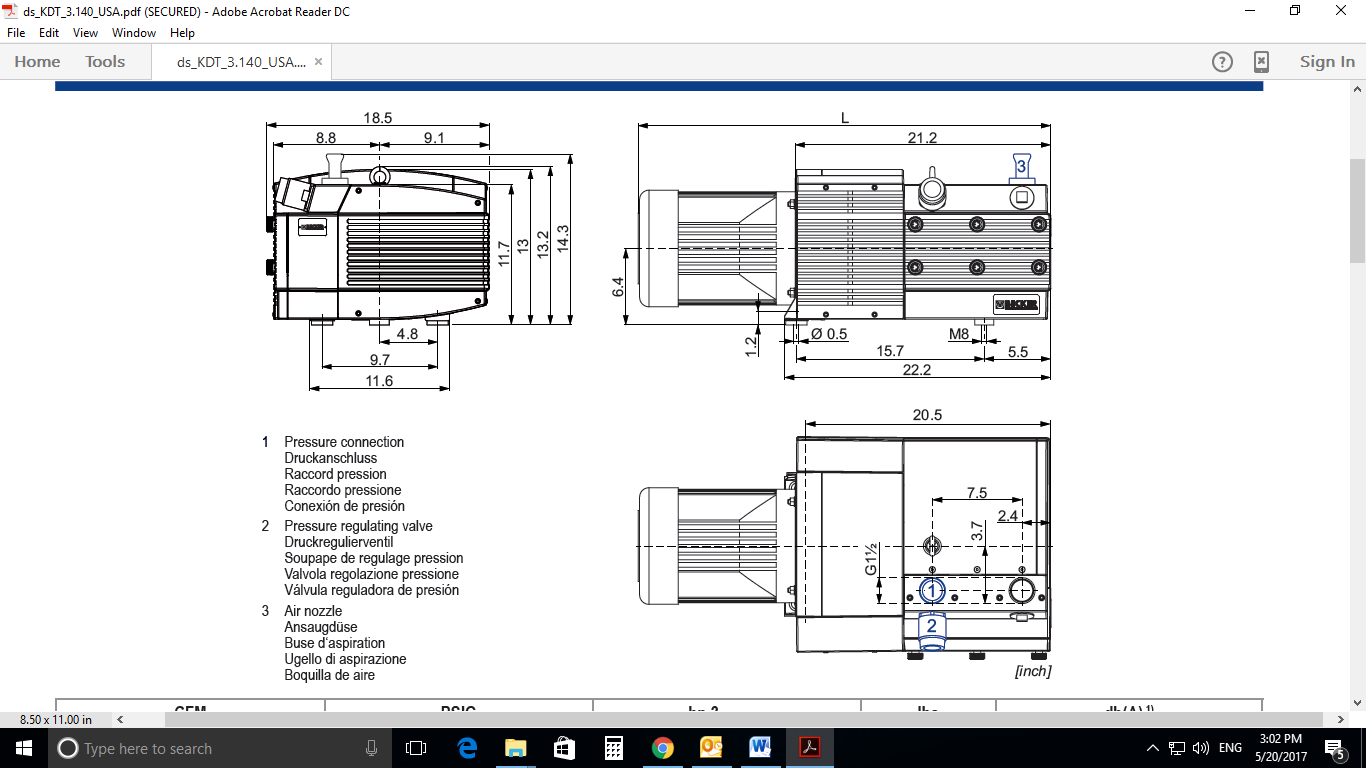 ds_KDT_3.140_USA.pdf (SECURED) - Adobe Acrobat Reader DC
File Edit View Window Help
Home Tools ds_KDT_3.140_USA.... × ? Sign In
18.5
8.8 9.1
11.7
13
13.2
14.3
4.8
9.7
11.6
L
21.2
3
6.4
1.2
BECKER
Ø 0.5 M8
15.7 5.5
22.2
20.5
7.5
2.4
3.7
G1½
1
2
[inch]
1 Pressure connection
Druckanschluss
Raccord pression
Raccordo pressione
Conexión de presión
2 Pressure regulating valve
Druckregulierventil
Soupape de regulage pression
Valvola regolazione pressione
Válvula reguladora de presión
3 Air nozzle
Ansaugdüse
Buse d‘aspiration
Ugello di aspirazione
Boquilla de aire
8.50 x 11.00 in
Type here to search
ENG
3:02 PM
5/20/2017
5